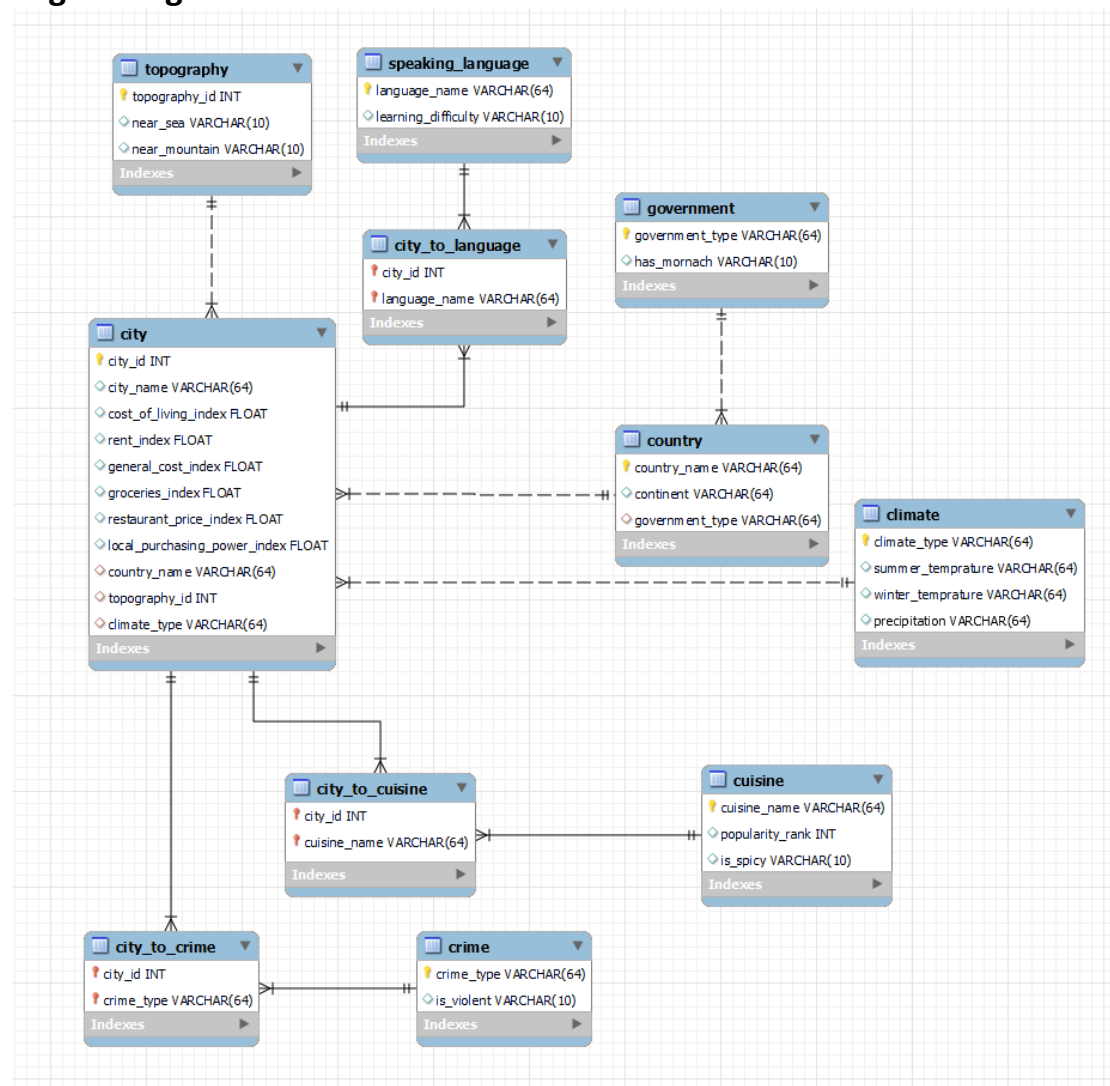 topography
topography_id INT
near_sea VARCHAR(10)
near_mountain VARCHAR(10)
Indexes
speaking_language
language_name VARCHAR(64)
learning_difficulty VARCHAR(10)
Indexes
city_to_language
city_id INT
language_name VARCHAR(64)
Indexes
government
government_type VARCHAR(64)
has_mornach VARCHAR(10)
Indexes
city
city_id INT
city_name VARCHAR(64)
cost_of_living_index FLOAT
rent_index FLOAT
general_cost_index FLOAT
groceries_index FLOAT
restaurant_price_index FLOAT
local_purchasing_power_index FLOAT
country_name VARCHAR(64)
topography_id INT
climate_type VARCHAR(64)
Indexes
country
country_name VARCHAR(64)
continent VARCHAR(64)
government_type VARCHAR(64)
Indexes
climate
climate_type VARCHAR(64)
summer_temprature VARCHAR(64)
winter_temprature VARCHAR(64)
precipitation VARCHAR(64)
Indexes
city_to_cuisine
city_id INT
cuisine_name VARCHAR(64)
Indexes
cuisine
cuisine_name VARCHAR(64)
popularity_rank INT
is_spicy VARCHAR(10)
Indexes
city_to_crime
city_id INT
crime_type VARCHAR(64)
Indexes
crime
crime_type VARCHAR(64)
is_violent VARCHAR(10)
Indexes